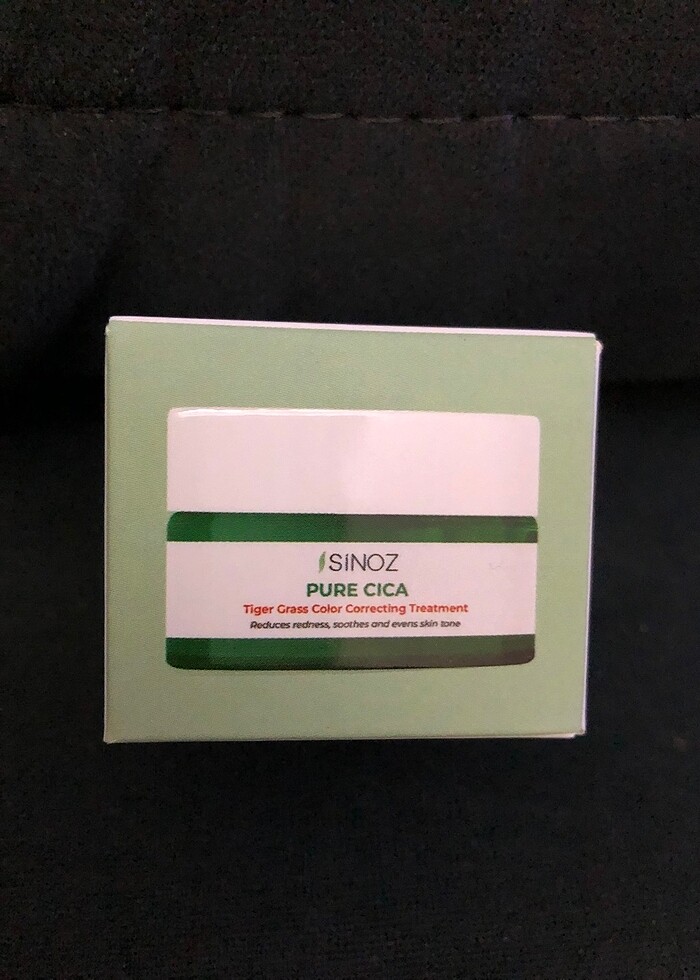 SiNOZ
PURE CICA
Tiger Grass Color Correcting Treatment
Reduces redness, soothes and evens skin tone